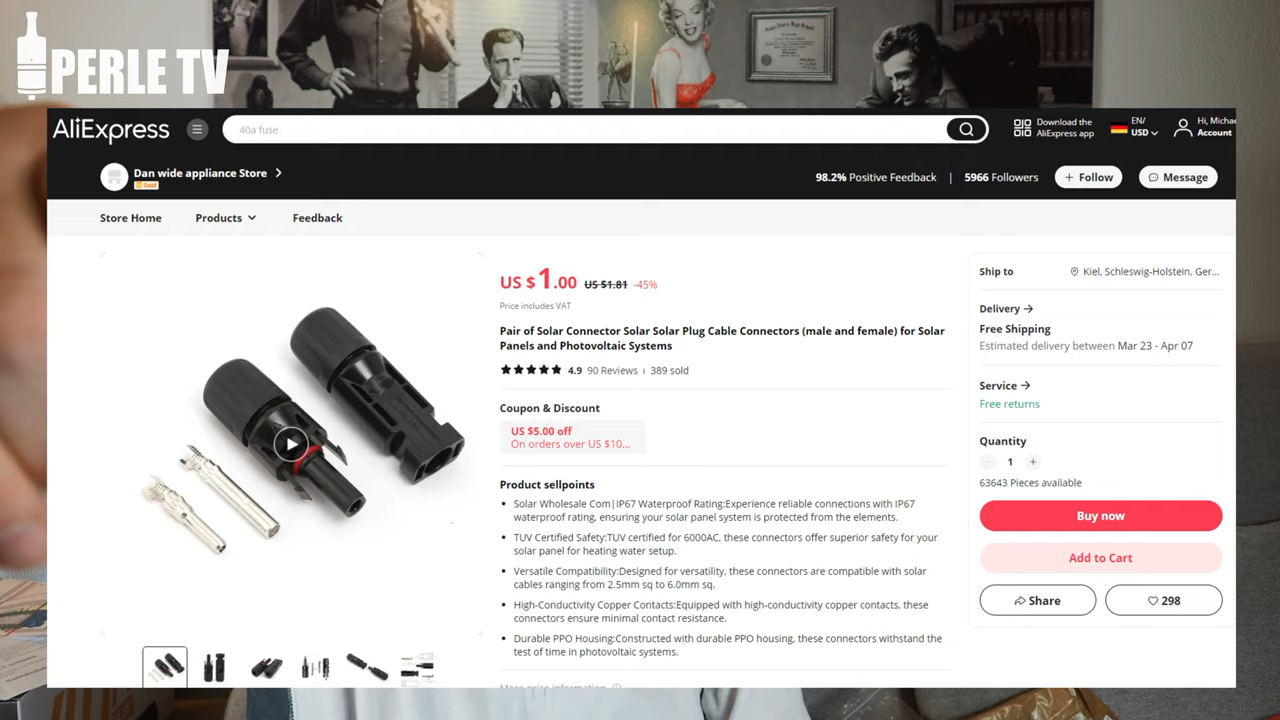 PERLE TV
AliExpress
40a fuse
Download the
AliExpress app
EN/
USD
Hi, Michae
Account
Dan wide appliance Store
Gold
98.2% Positive Feedback | 5966 Followers
+ Follow
Message
Store Home
Products
Feedback
US $1.00 US $1.81 -45%
Price includes VAT
Pair of Solar Connector Solar Solar Plug Cable Connectors (male and female) for Solar
Panels and Photovoltaic Systems
4.9 90 Reviews 389 sold
Coupon & Discount
US $5.00 off
On orders over US $10...
Product sellpoints
Solar Wholesale Com|IP67 Waterproof Rating:Experience reliable connections with IP67
waterproof rating, ensuring your solar panel system is protected from the elements.
TUV Certified Safety:TUV certified for 6000AC, these connectors offer superior safety for your
solar panel for heating water setup.
Versatile Compatibility:Designed for versatility, these connectors are compatible with solar
cables ranging from 2.5mm sq to 6.0mm sq.
High-Conductivity Copper Contacts:Equipped with high-conductivity copper contacts, these
connectors ensure minimal contact resistance.
Durable PPO Housing:Constructed with durable PPO housing, these connectors withstand the
test of time in photovoltaic systems.
More price information
Ship to
Kiel, Schleswig-Holstein, Ger...
Delivery
Free Shipping
Estimated delivery between Mar 23 - Apr 07
Service
Free returns
Quantity
1
+
63643 Pieces available
Buy now
Add to Cart
Share
298